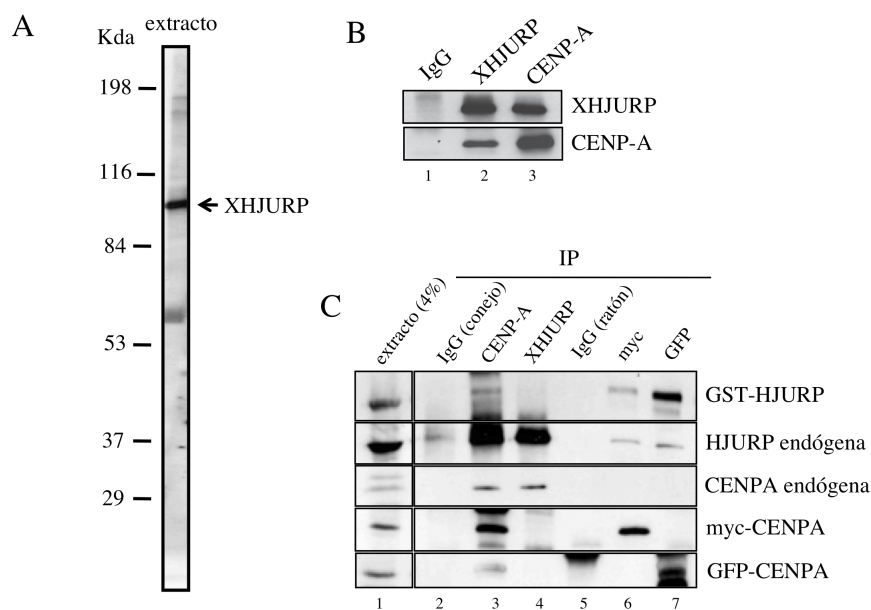 A
extracto
Kda
198
116
84
53
37
29
XHJURP
B
IgG
XHJURP
CENP-A
XHJURP
CENP-A
1 2 3
C
IP
extracto (4%)
IgG (conejo)
CENP-A
XHJURP
IgG (ratón)
myc
GFP
GST-HJURP
HJURP endógena
CENPA endógena
myc-CENPA
GFP-CENPA
1 2 3 4 5 6 7